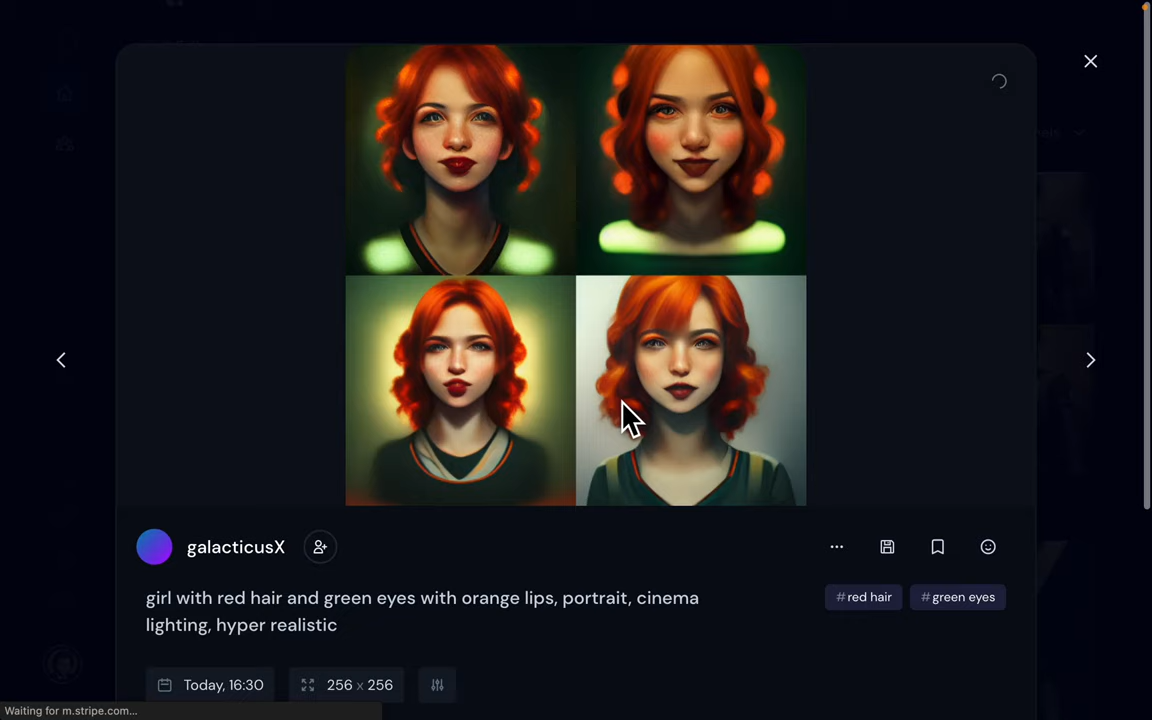 galacticusX
girl with red hair and green eyes with orange lips, portrait, cinema
lighting, hyper realistic
#red hair
#green eyes
Today, 16:30
256 x 256
Waiting for m.stripe.com...